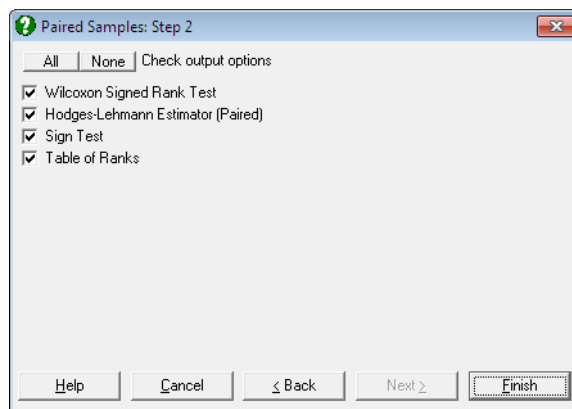 Paired Samples: Step 2
All None Check output options
Wilcoxon Signed Rank Test
Hodges-Lehmann Estimator (Paired)
Sign Test
Table of Ranks
Help Cancel < Back Next > Finish